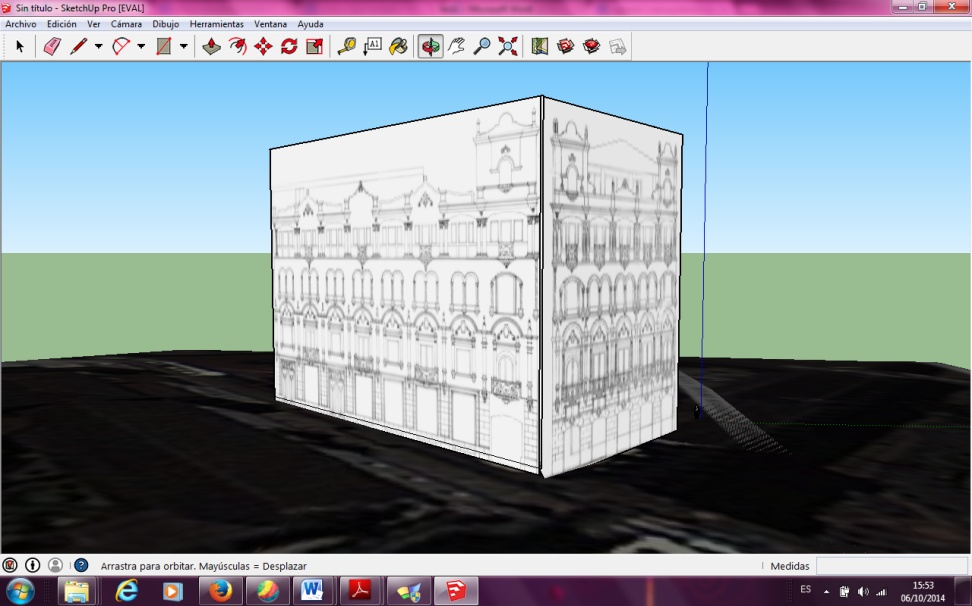 Sin título - SketchUp Pro [EVAL]
Archivo Edición Ver Cámara Dibujo Herramientas Ventana Ayuda
A1
Arrastra para orbitar. Mayúsculas = Desplazar
Medidas
ES
15:53
06/10/2014